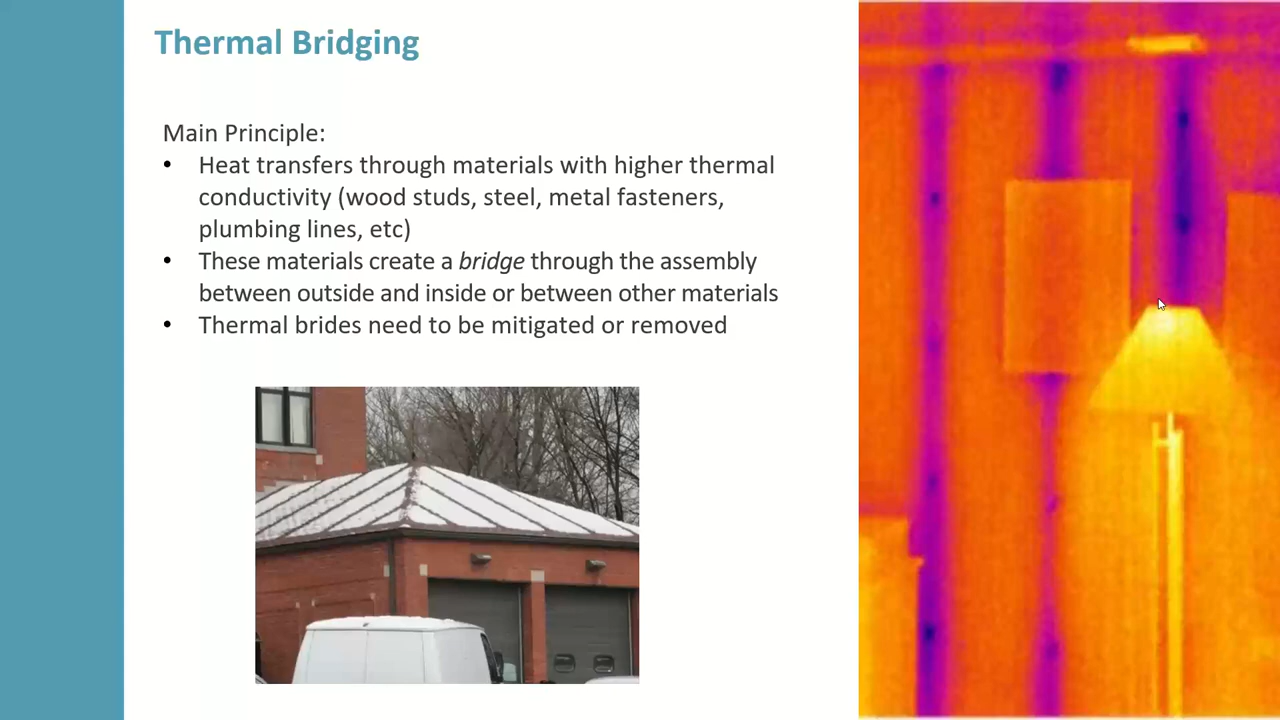 Thermal Bridging
Main Principle:
• Heat transfers through materials with higher thermal
conductivity (wood studs, steel, metal fasteners,
plumbing lines, etc)
• These materials create a bridge through the assembly
between outside and inside or between other materials
• Thermal brides need to be mitigated or removed